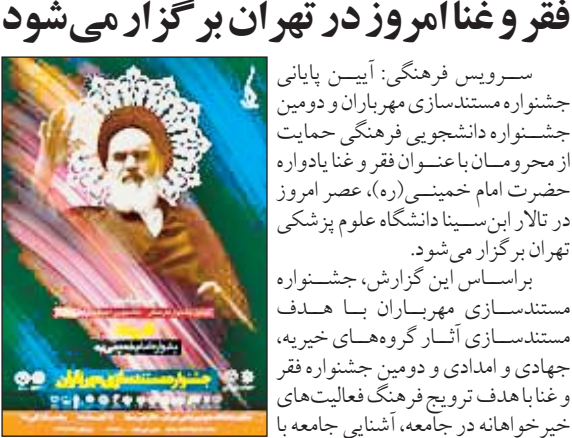 فقر و غنا امروز در تهران برگزار می‌شود
سرویس فرهنگی: آیین پایانی
جشنواره مستندسازی مهرباران و دومین
جشنواره دانشجویی فرهنگی حمایت
از محرومان با عنوان فقر و غنا یادواره
حضرت امام خمینی(ره)، عصر امروز
در تالار ابن‌سینا دانشگاه علوم پزشکی
تهران برگزار می‌شود.
براساس این گزارش، جشنواره
مستندسازی مهرباران با هدف
مستندسازی آثار گروه‌های خیریه،
جهادی و امدادی و دومین جشنواره فقر
و غنا با هدف ترویج فرهنگ فعالیت‌های
خیرخواهانه در جامعه، آشنایی جامعه با
جشنواره مستندسازی مهرباران